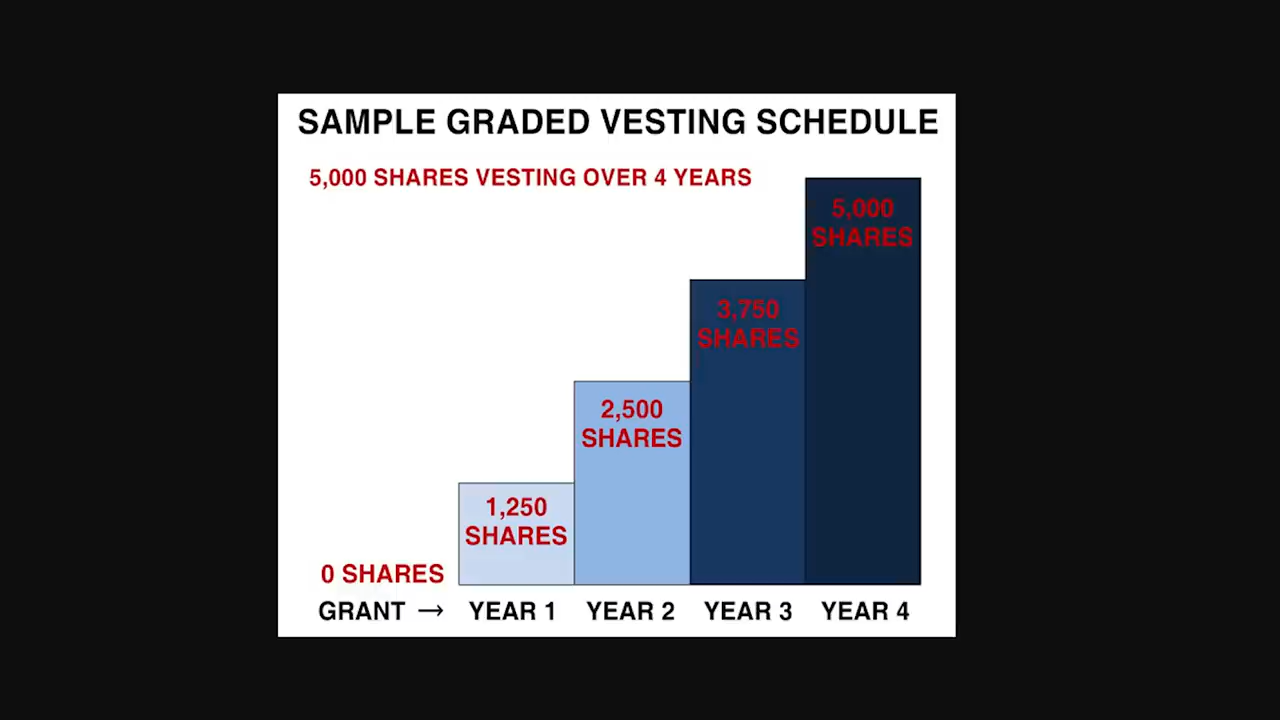 SAMPLE GRADED VESTING SCHEDULE
5,000 SHARES VESTING OVER 4 YEARS
5,000
SHARES
3,750
SHARES
2,500
SHARES
1,250
SHARES
0 SHARES
GRANT → YEAR 1 YEAR 2 YEAR 3 YEAR 4